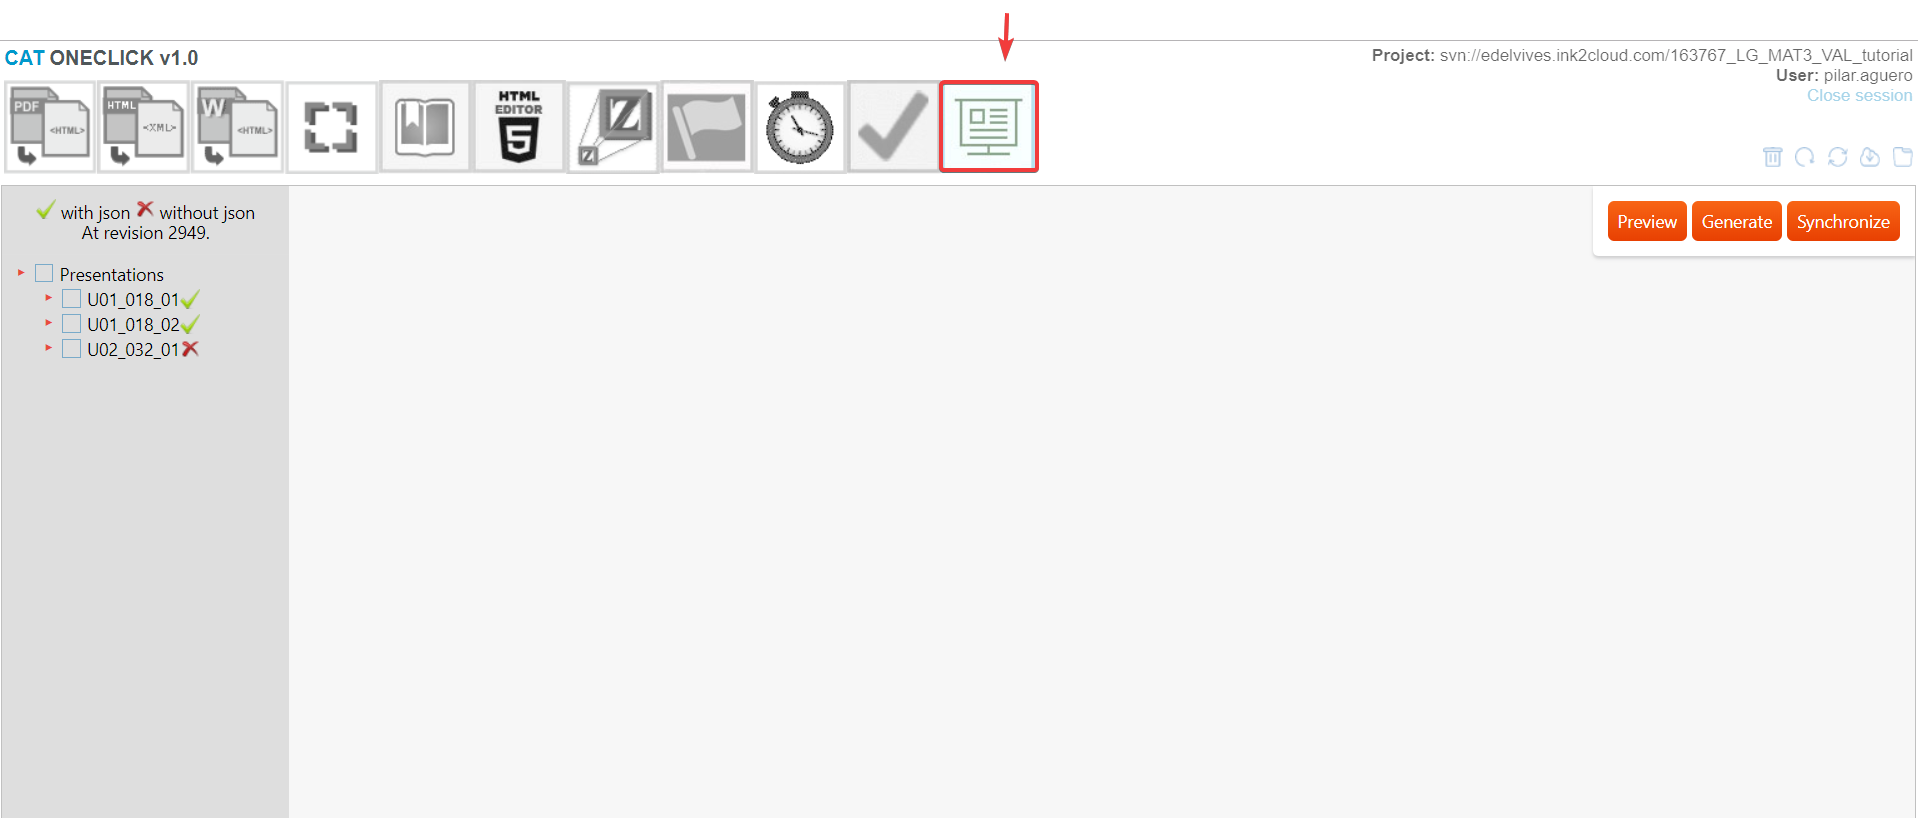 CAT ONECLICK v1.0
Project: svn://edelvives.ink2cloud.com/163767_LG_MAT3_VAL_tutorial
User: pilar.aguero
Close session
PDF <HTML>
HTML <XML>
W <HTML>
HTML
EDITOR
5
Z
Z
with json without json
At revision 2949.
Preview Generate Synchronize
Presentations
U01_018_01
U01_018_02
U02_032_01